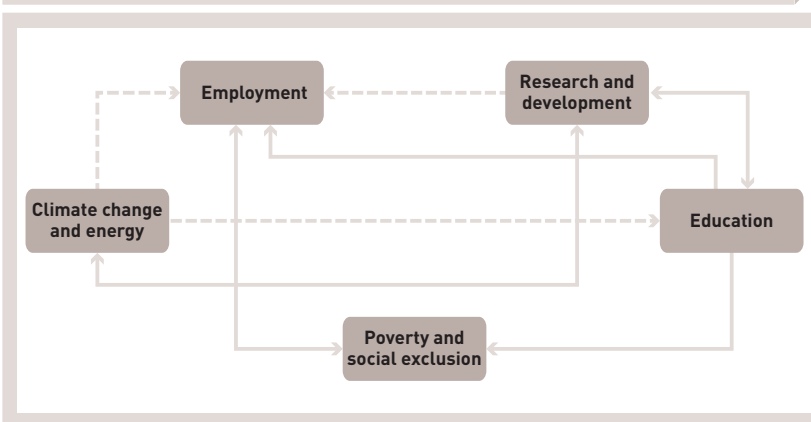 Employment
Research and
development
Climate change
and energy
Education
Poverty and
social exclusion